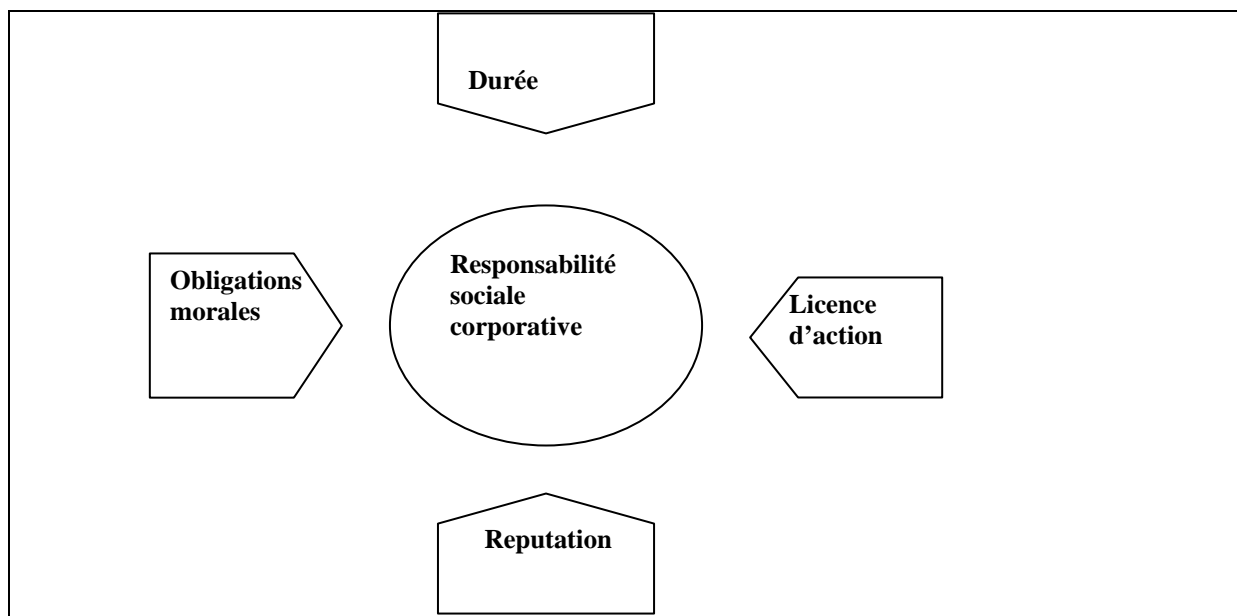 Durée
Obligations
morales
Responsabilité
sociale
corporative
Licence
d’action
Reputation